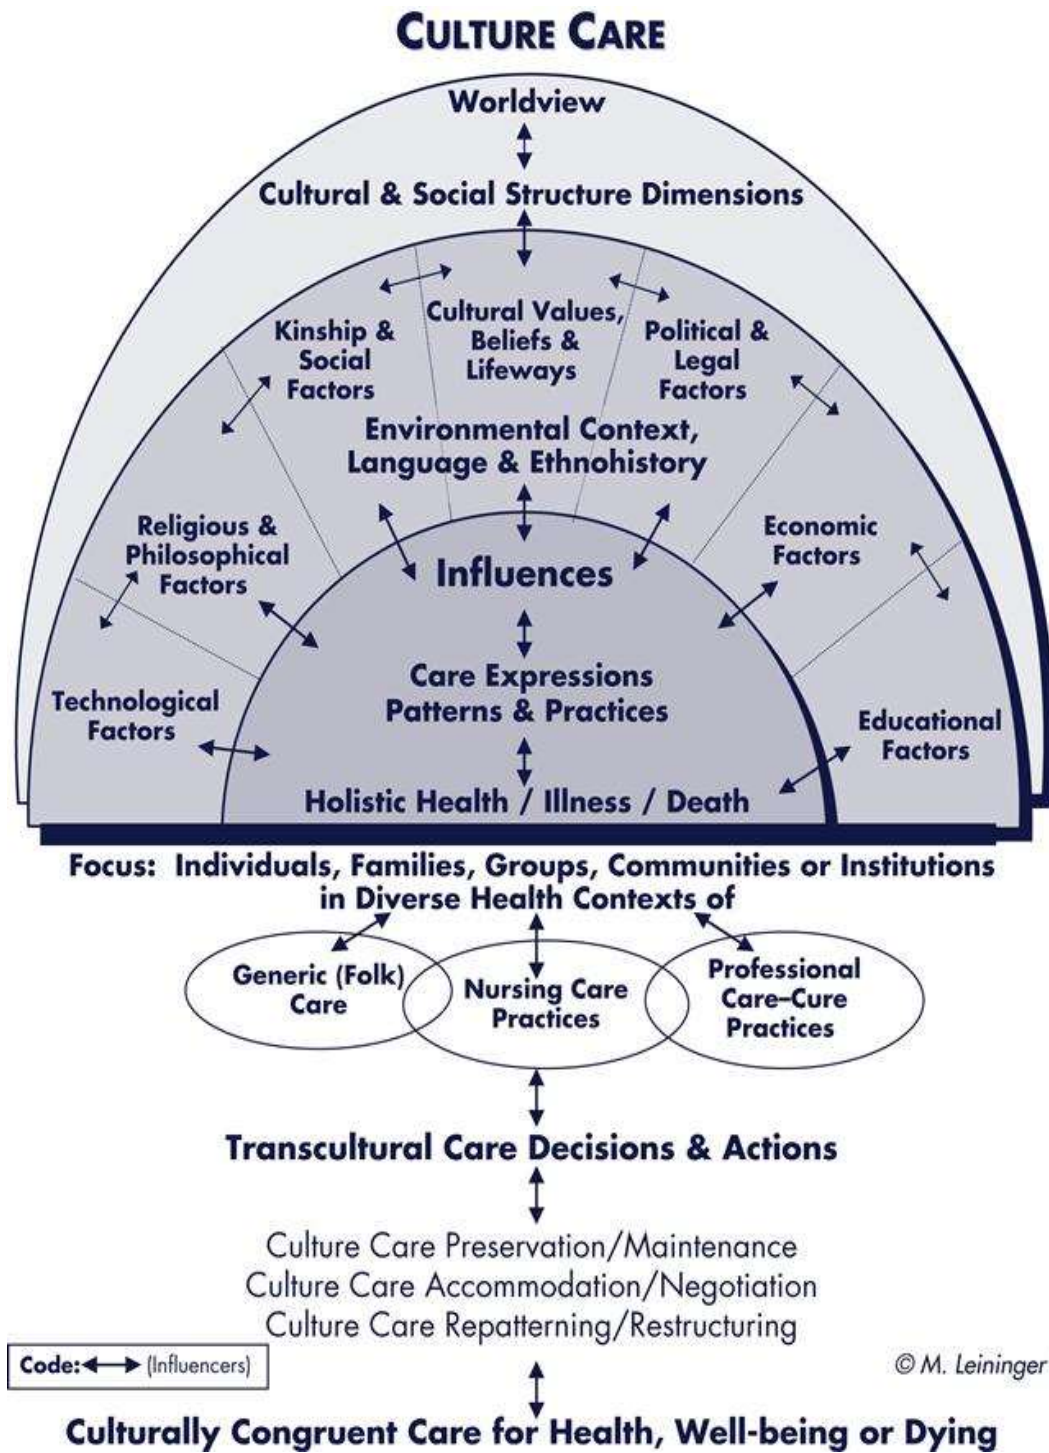 CULTURE CARE
Worldview
Cultural & Social Structure Dimensions
Cultural Values,
Beliefs &
Lifeways
Kinship &
Social
Factors
Political &
Legal
Factors
Environmental Context,
Language & Ethnohistory
Religious &
Philosophical
Factors
Economic
Factors
Influences
Care Expressions
Patterns & Practices
Technological
Factors
Educational
Factors
Holistic Health / Illness / Death
Focus: Individuals, Families, Groups, Communities or Institutions
in Diverse Health Contexts of
Generic (Folk)
Care
Nursing Care
Practices
Professional
Care–Cure
Practices
Transcultural Care Decisions & Actions
Culture Care Preservation/Maintenance
Culture Care Accommodation/Negotiation
Culture Care Repatterning/Restructuring
Code: (Influencers)
© M. Leininger
Culturally Congruent Care for Health, Well-being or Dying